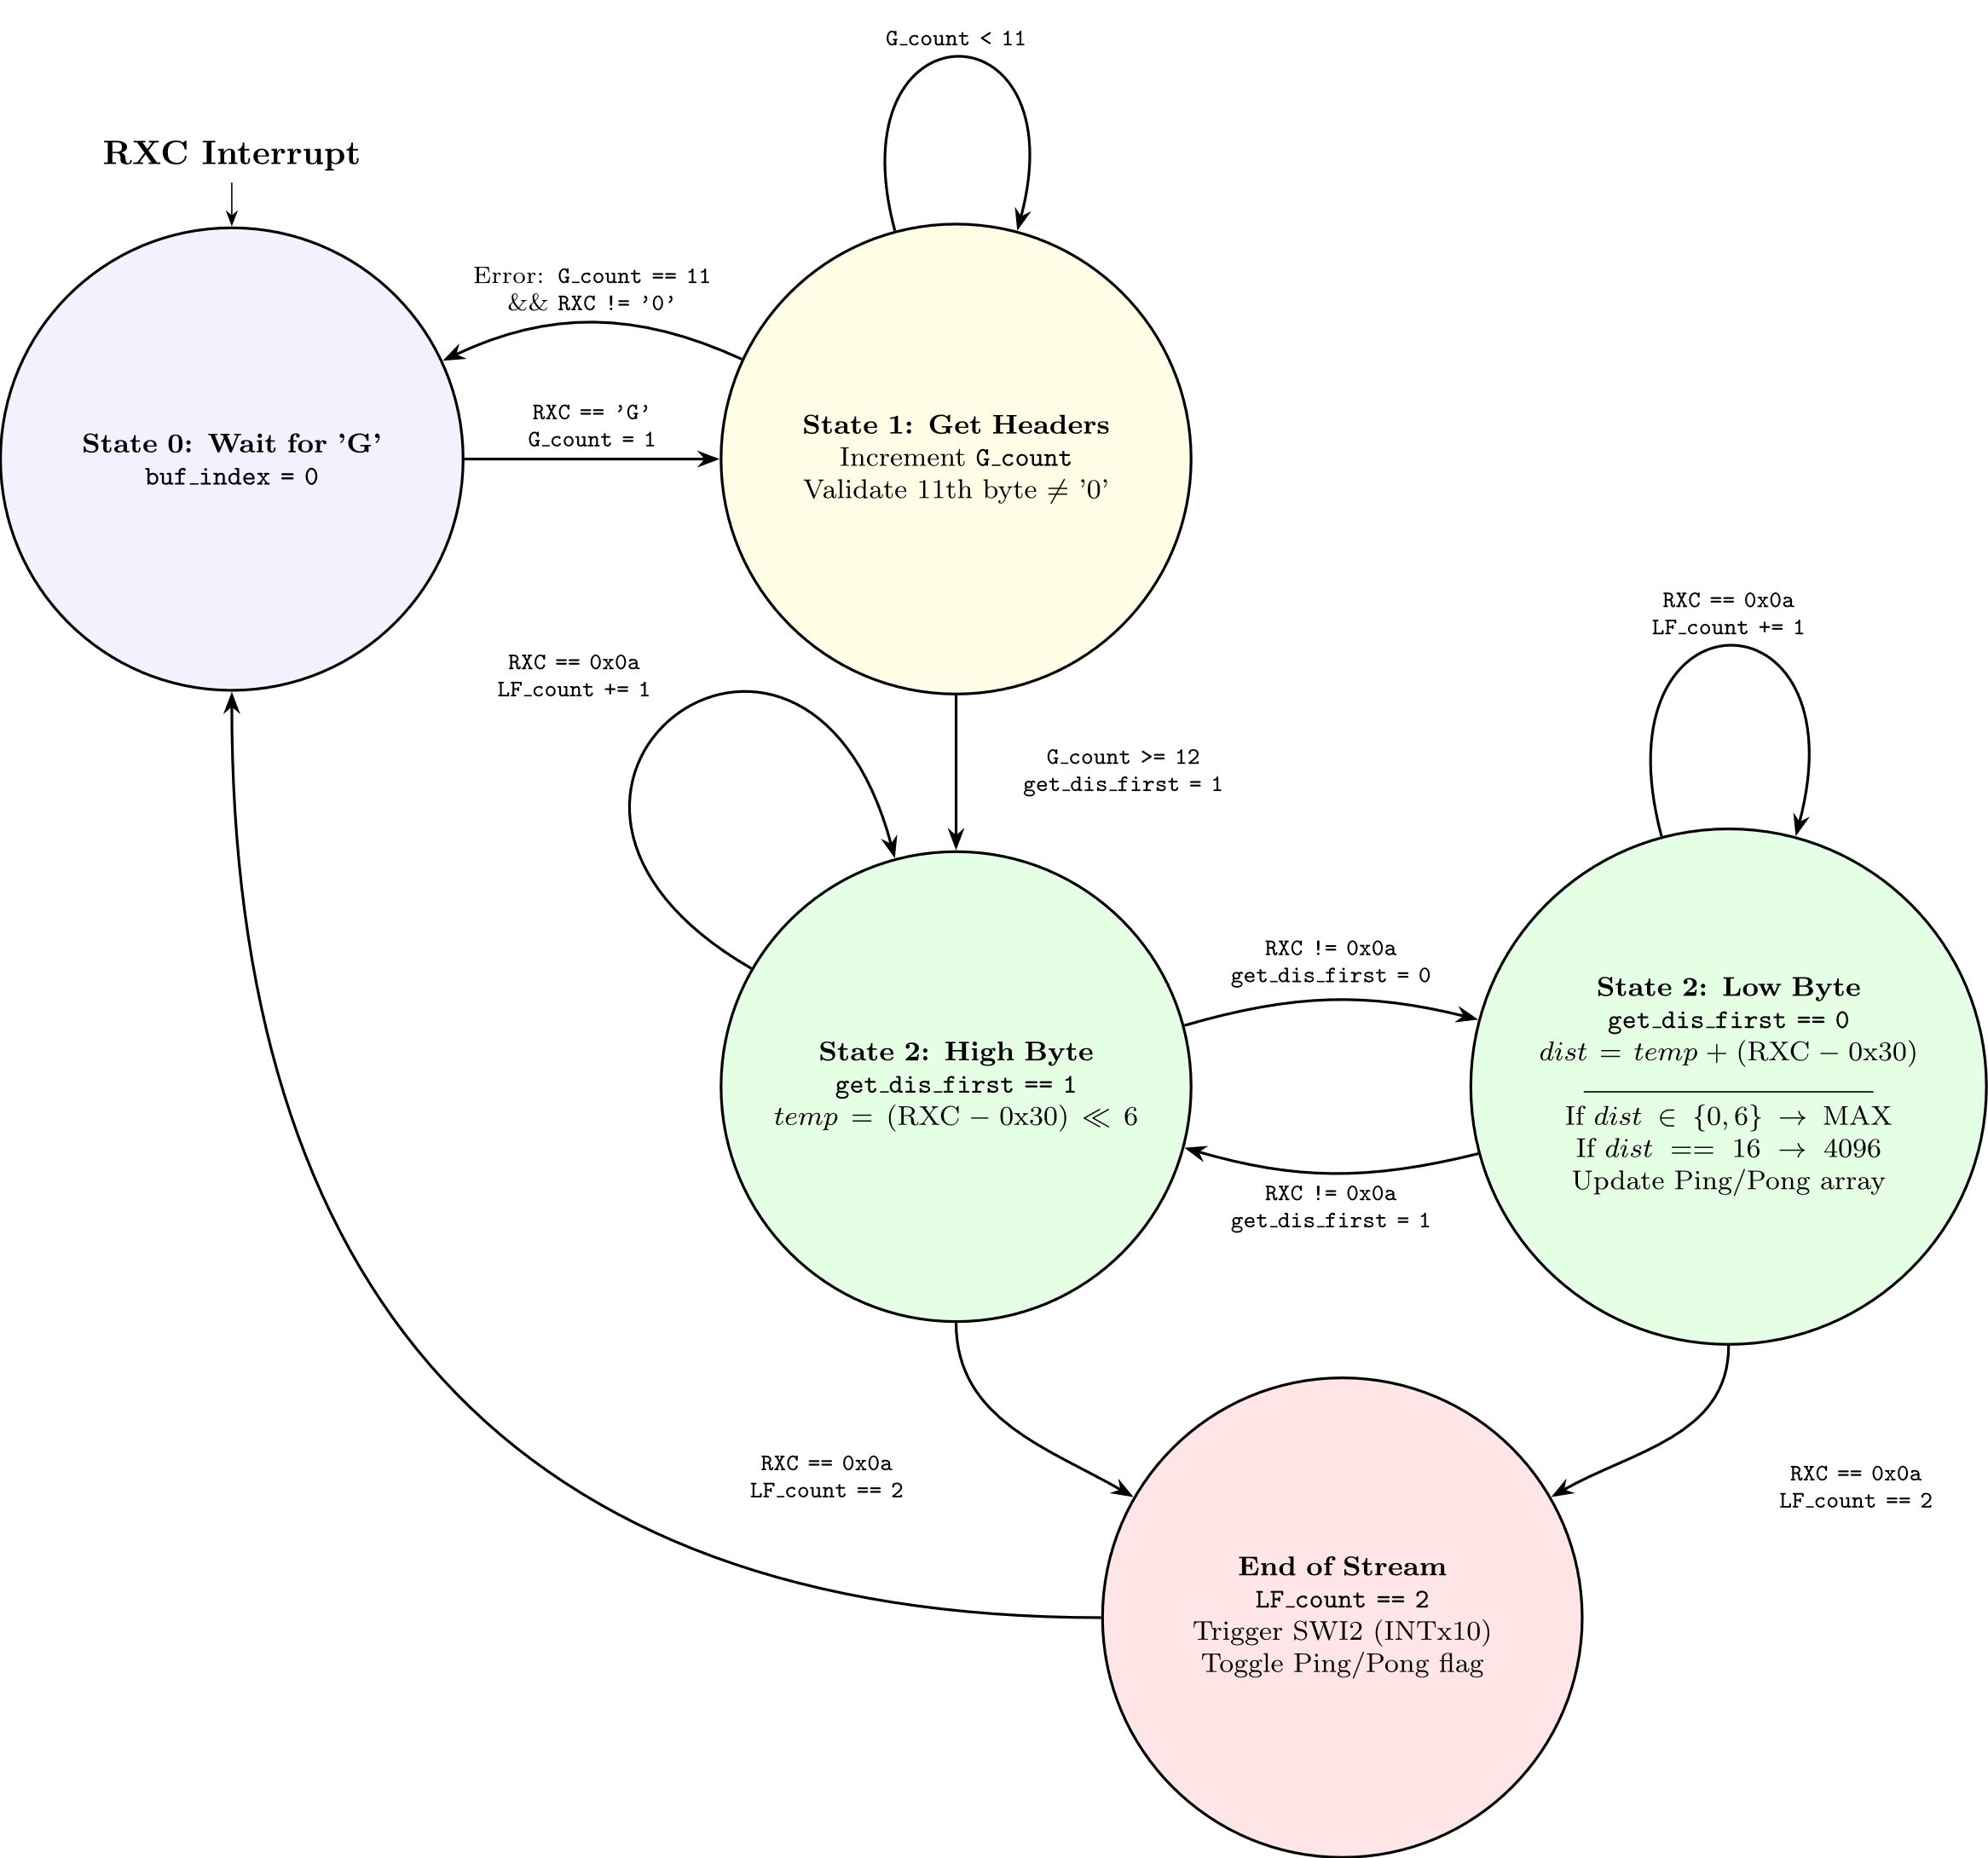 G_count < 11
RXC Interrupt
Error: G_count == 11
&& RXC != '0'
RXC == 'G'
G_count = 1
State 0: Wait for 'G'
buf_index = 0
State 1: Get Headers
Increment G_count
Validate 11th byte ≠ '0'
RXC == 0x0a
LF_count += 1
RXC == 0x0a
LF_count += 1
G_count >= 12
get_dis_first = 1
RXC != 0x0a
get_dis_first = 0
State 2: High Byte
get_dis_first == 1
temp = (RXC − 0x30) ≪ 6
State 2: Low Byte
get_dis_first == 0
dist = temp + (RXC − 0x30)
If dist ∈ {0, 6} → MAX
If dist == 16 → 4096
Update Ping/Pong array
RXC != 0x0a
get_dis_first = 1
RXC == 0x0a
LF_count == 2
RXC == 0x0a
LF_count == 2
End of Stream
LF_count == 2
Trigger SWI2 (INTx10)
Toggle Ping/Pong flag